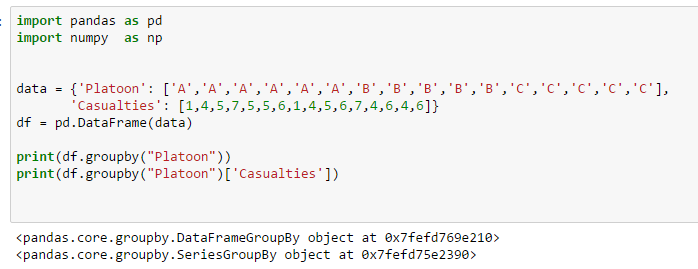 import pandas as pd
import numpy  as np
data = {'Platoon': ['A','A','A','A','A','A','B','B','B','B','B','C','C','C','C','C'],
'Casualties': [1,4,5,7,5,5,6,1,4,5,6,7,4,6,4,6]}
df = pd.DataFrame(data)
print(df.groupby("Platoon"))
print(df.groupby("Platoon")['Casualties'])
<pandas.core.groupby.DataFrameGroupBy object at 0x7fefd769e210>
<pandas.core.groupby.SeriesGroupBy object at 0x7fefd75e2390>